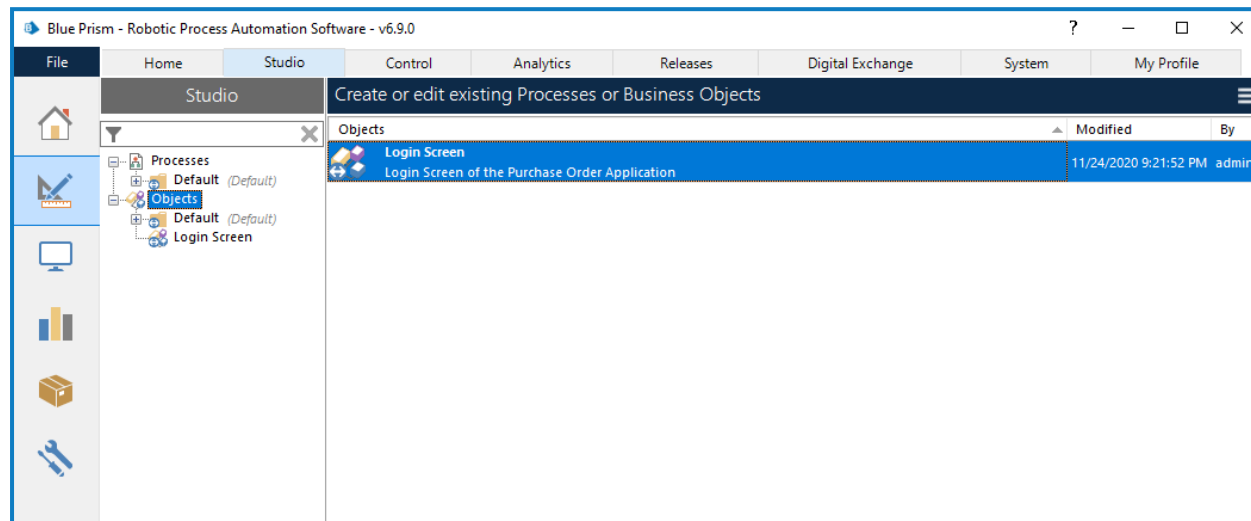 Blue Prism - Robotic Process Automation Software - v6.9.0
?
File Home Studio Control Analytics Releases Digital Exchange System My Profile
Studio
Create or edit existing Processes or Business Objects
Objects Modified By
Login Screen
Login Screen of the Purchase Order Application
11/24/2020 9:21:52 PM admin
Processes
Default (Default)
Objects
Default (Default)
Login Screen